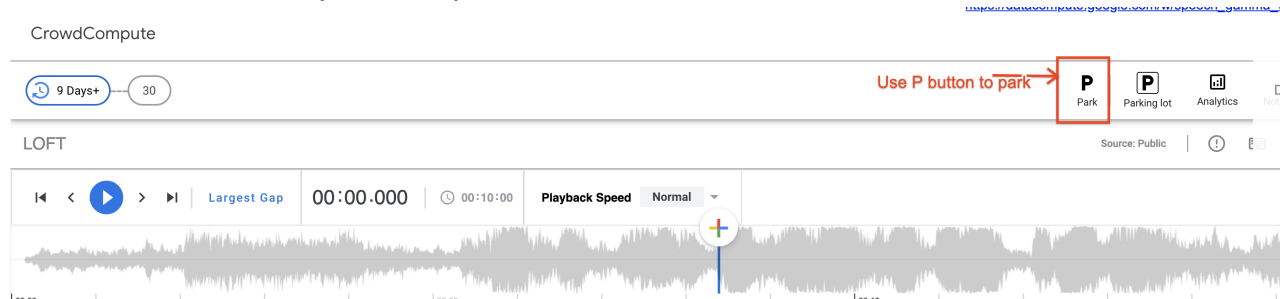 CrowdCompute
9 Days+ 30
Use P button to park
P P
Park Parking lot Analytics
LOFT
Source: Public
Largest Gap 00:00.000 00:10:00 Playback Speed Normal